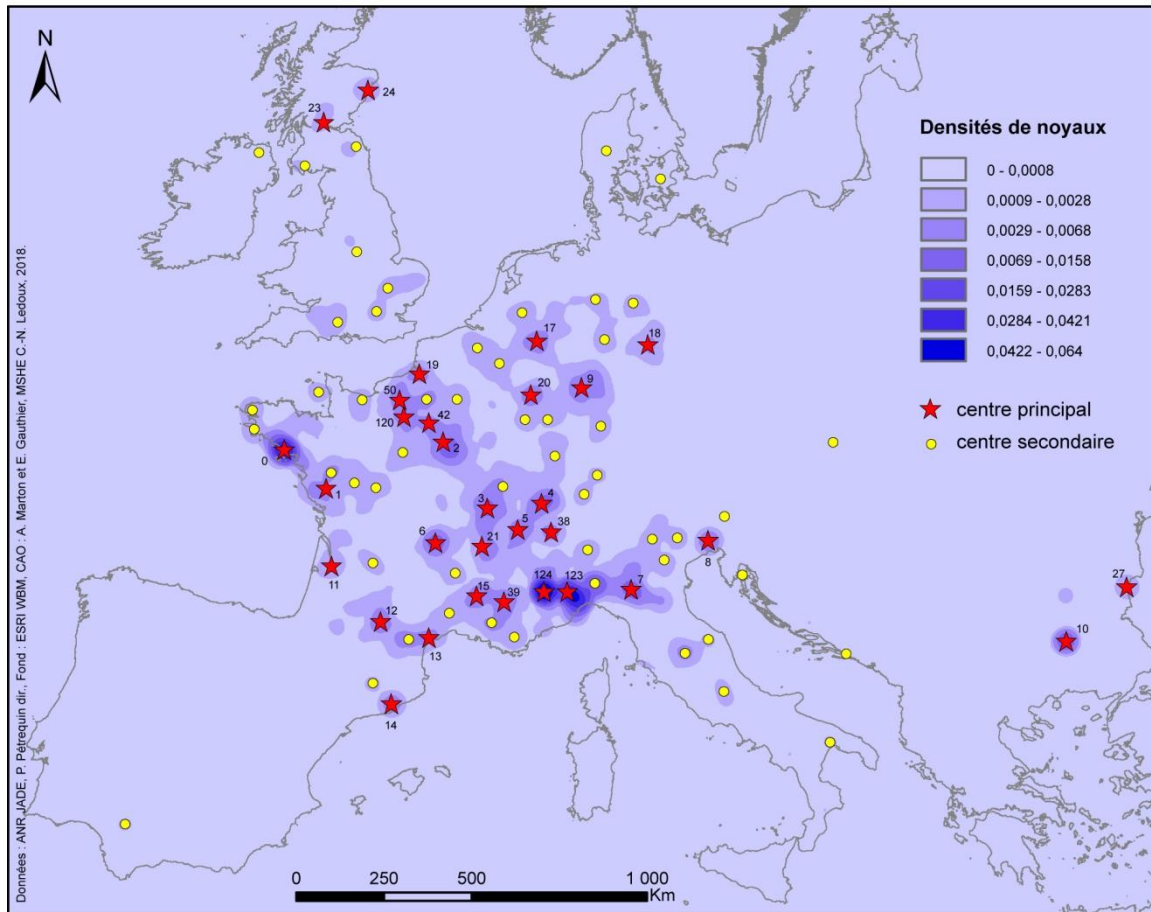 N
24
23
Densités de noyaux
0 - 0,0008
0,0009 - 0,0028
0,0029 - 0,0068
0,0069 - 0,0158
0,0159 - 0,0283
0,0284 - 0,0421
0,0422 - 0,064
centre principal
centre secondaire
17
18
19
9
20
50
42
120
2
0
1
3
4
5
38
6
21
8
11
124
123
7
27
15
39
12
10
13
14
0 250 500 1 000
Km
Données : ANR JADE, P. Pétrequin dir., Fond : ESRI WBM, CAO : A. Marton et E. Gauthier, MSHE C.-N. Ledoux, 2018.